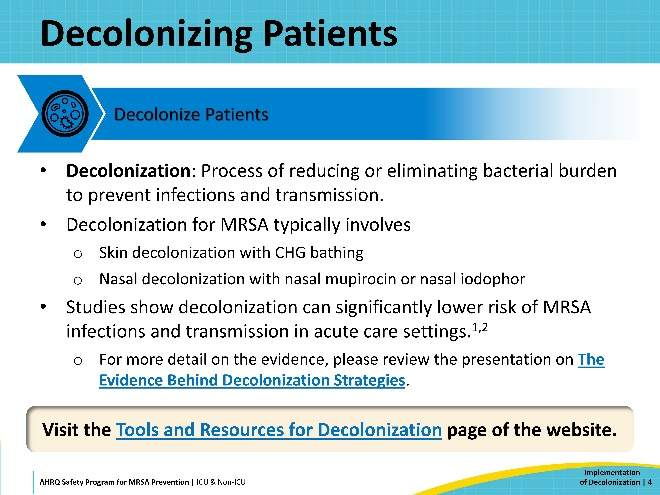 Decolonizing Patients
Decolonize Patients
• Decolonization: Process of reducing or eliminating bacterial burden
to prevent infections and transmission.
• Decolonization for MRSA typically involves
o Skin decolonization with CHG bathing
o Nasal decolonization with nasal mupirocin or nasal iodophor
• Studies show decolonization can significantly lower risk of MRSA
infections and transmission in acute care settings.1,2
o For more detail on the evidence, please review the presentation on The
Evidence Behind Decolonization Strategies.
Visit the Tools and Resources for Decolonization page of the website.
AHRQ Safety Program for MRSA Prevention | ICU & Non-ICU
Implementation
of Decolonization | 4